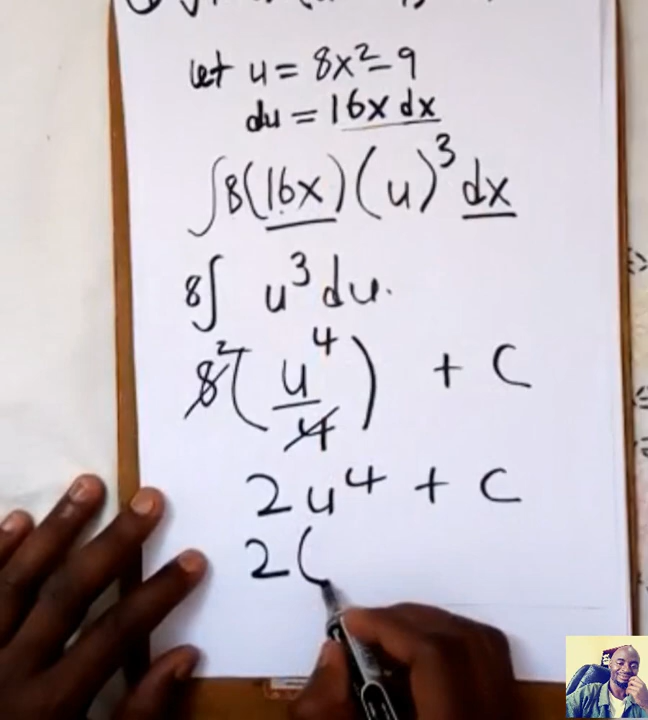 let u = 8x² - 9
du = 16x dx
∫8(16x)(u)³ dx
8∫ u³ du.
8²(u⁴/4) + C
2u⁴ + C
2(